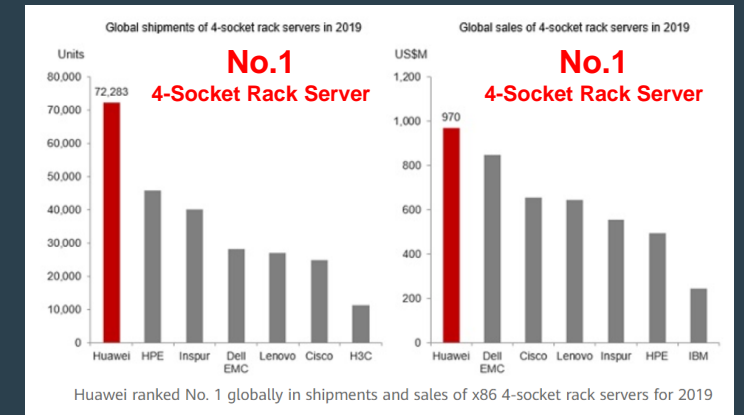 Global shipments of 4-socket rack servers in 2019
Units
No.1
4-Socket Rack Server
80,000
70,000
60,000
50,000
40,000
30,000
20,000
10,000
0
72,283
Huawei HPE Inspur Dell EMC Lenovo Cisco H3C
Global sales of 4-socket rack servers in 2019
US$M
No.1
4-Socket Rack Server
1,200
1,000
800
600
400
200
0
970
Huawei Dell EMC Cisco Lenovo Inspur HPE IBM
Huawei ranked No. 1 globally in shipments and sales of x86 4-socket rack servers for 2019